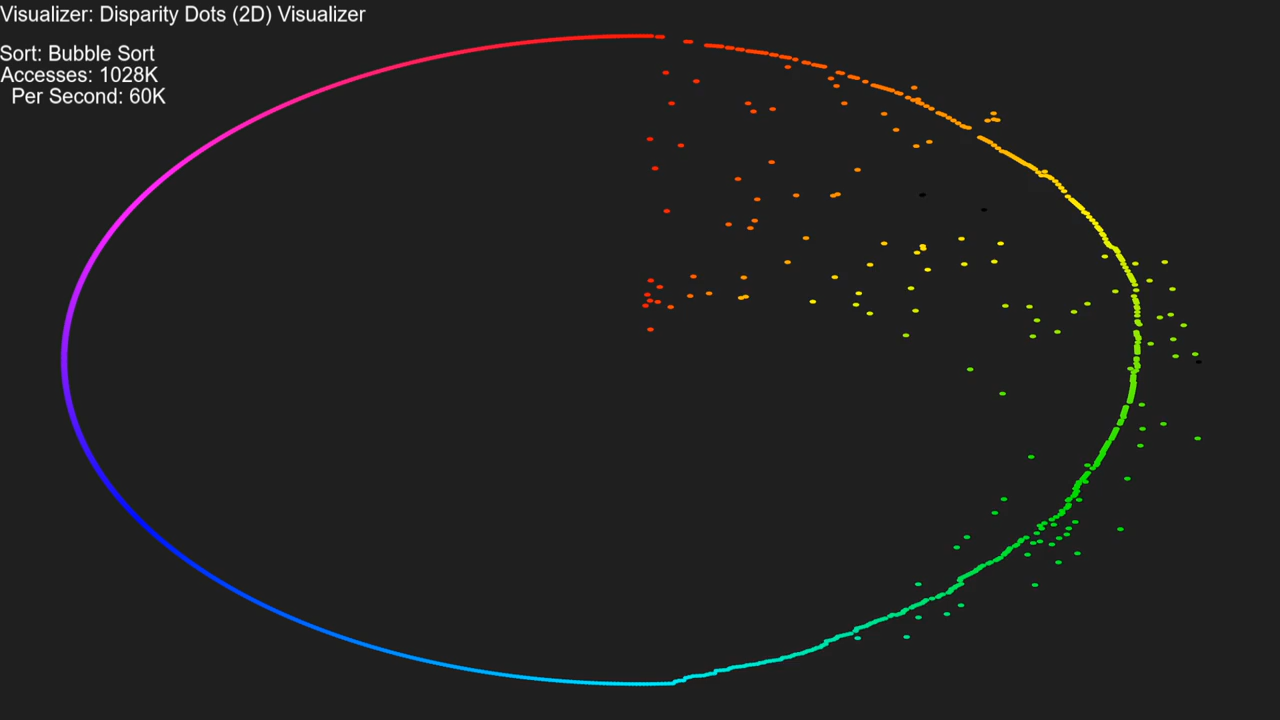 Visualizer: Disparity Dots (2D) Visualizer
Sort: Bubble Sort
Accesses: 1028K
Per Second: 60K